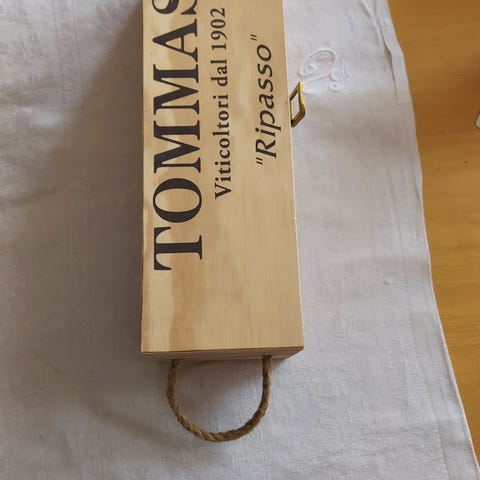 TOMMAS
Viticoltori dal 1902
"Ripasso"